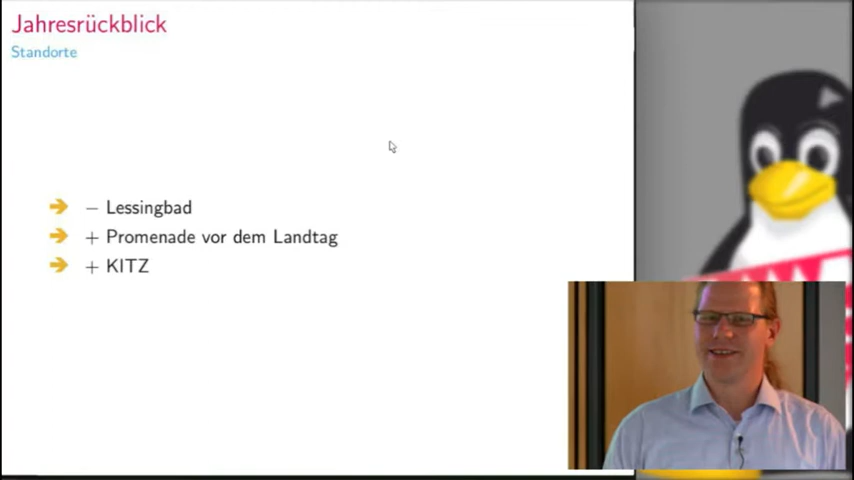 Jahresrückblick
Standorte
➔ − Lessingbad
➔ + Promenade vor dem Landtag
➔ + KITZ